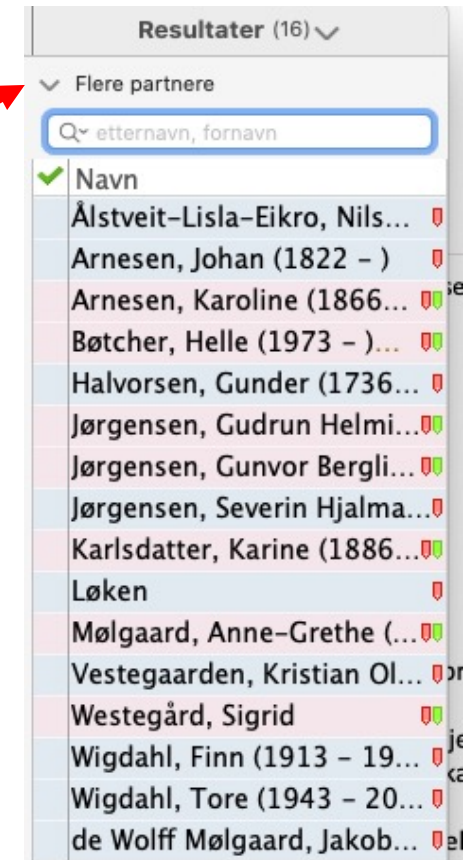 Resultater (16)
Flere partnere
etternavn, fornavn
Navn
Ålstveit-Lisla-Eikro, Nils...
Arnesen, Johan (1822 – )
Arnesen, Karoline (1866...
Bøtcher, Helle (1973 – )...
Halvorsen, Gunder (1736...
Jørgensen, Gudrun Helmi...
Jørgensen, Gunvor Bergli...
Jørgensen, Severin Hjalma...
Karlsdatter, Karine (1886...
Løken
Mølgaard, Anne-Grethe (...
Vestegaarden, Kristian Ol...
Westegård, Sigrid
Wigdahl, Finn (1913 – 19...
Wigdahl, Tore (1943 – 20...
de Wolff Mølgaard, Jakob...